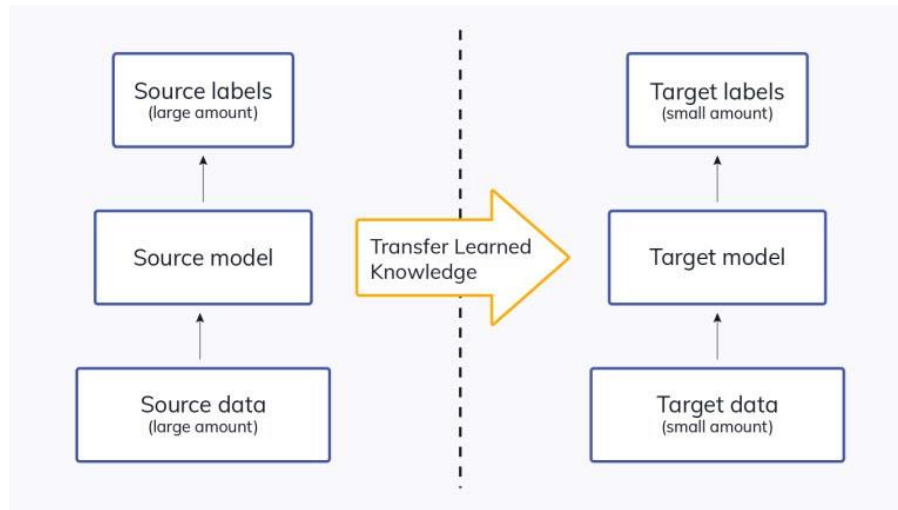 Source labels
(large amount)
Source model
Source data
(large amount)
Transfer Learned
Knowledge
Target labels
(small amount)
Target model
Target data
(small amount)